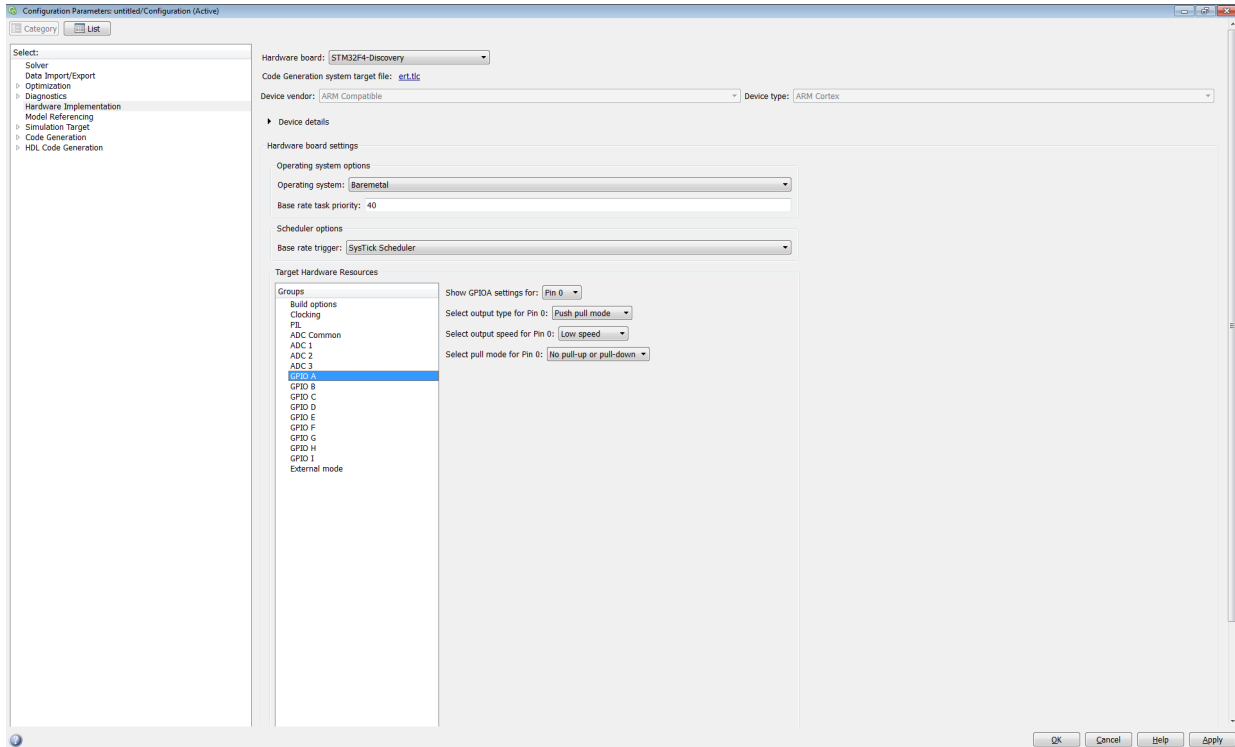 Configuration Parameters: untitled/Configuration (Active)
Category List
Select:
Solver
Data Import/Export
Optimization
Diagnostics
Hardware Implementation
Model Referencing
Simulation Target
Code Generation
HDL Code Generation
Hardware board: STM32F4-Discovery
Code Generation system target file: ert.tlc
Device vendor: ARM Compatible Device type: ARM Cortex
Device details
Hardware board settings
Operating system options
Operating system: Baremetal
Base rate task priority: 40
Scheduler options
Base rate trigger: SysTick Scheduler
Target Hardware Resources
Groups
Build options
Clocking
PIL
ADC Common
ADC 1
ADC 2
ADC 3
GPIO A
GPIO B
GPIO C
GPIO D
GPIO E
GPIO F
GPIO G
GPIO H
GPIO I
External mode
Show GPIOA settings for: Pin 0
Select output type for Pin 0: Push pull mode
Select output speed for Pin 0: Low speed
Select pull mode for Pin 0: No pull-up or pull-down
OK Cancel Help Apply